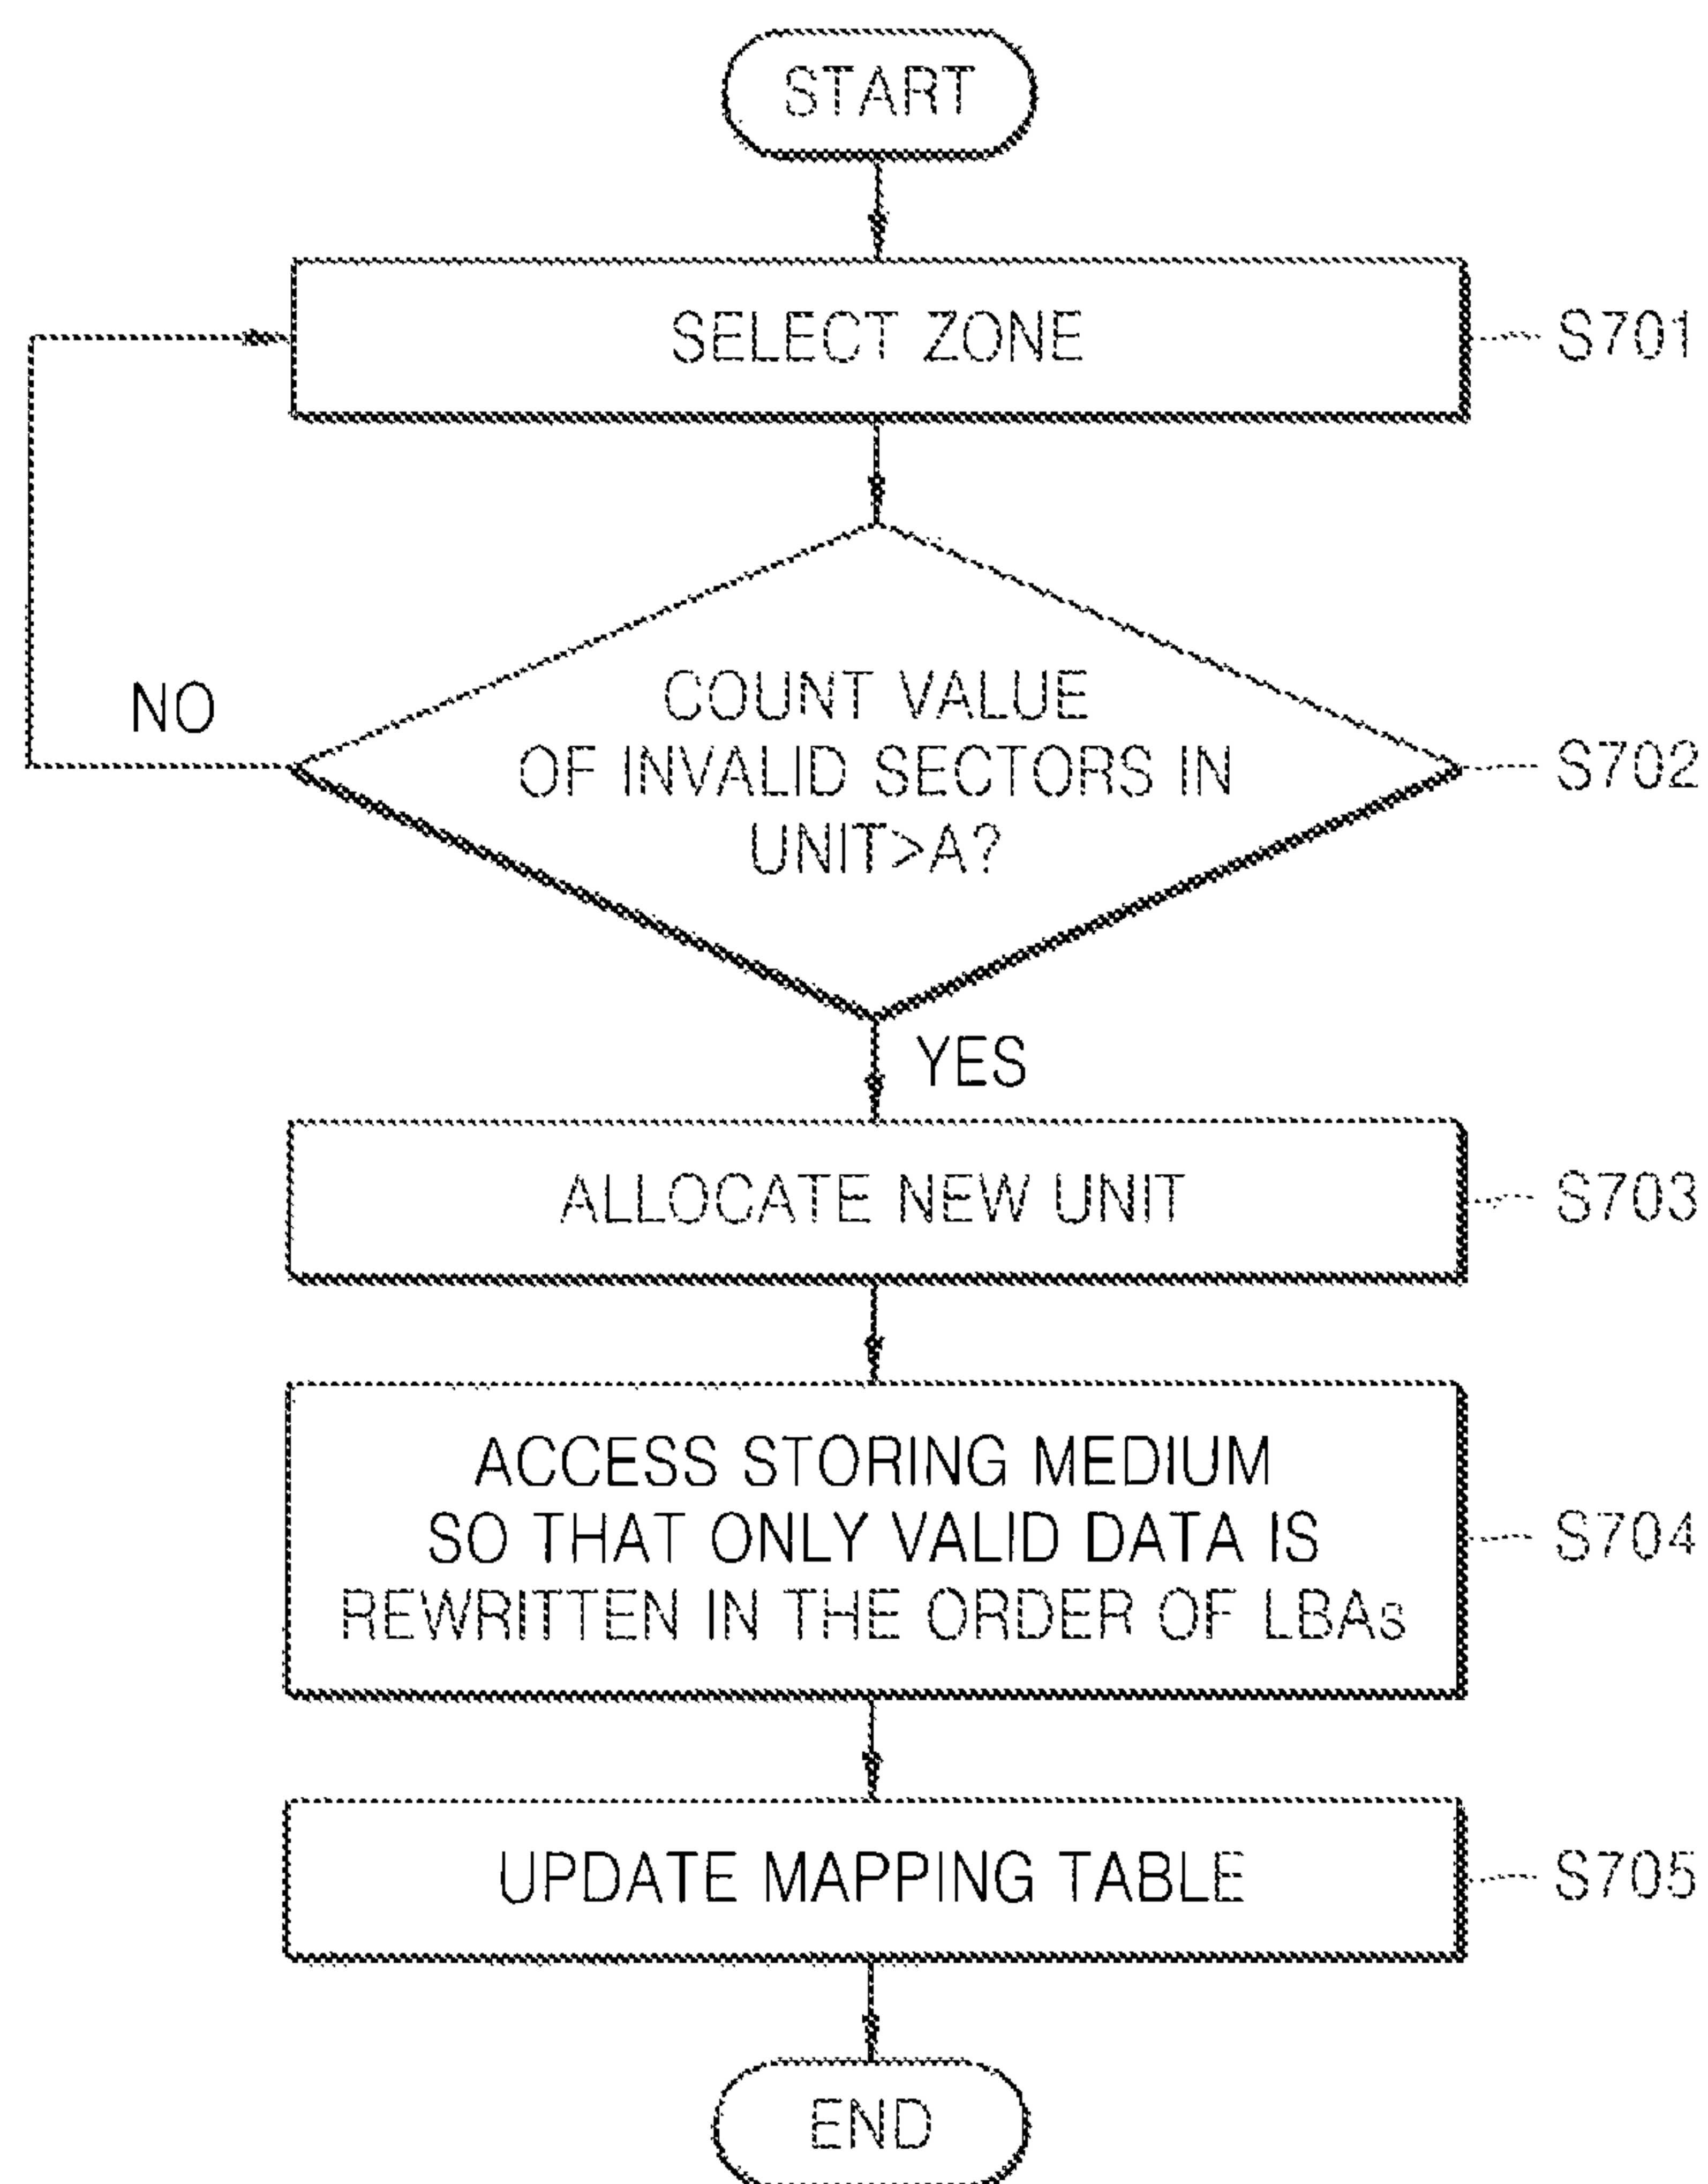 START
SELECT ZONE
S701
COUNT VALUE
OF INVALID SECTORS IN
UNIT>A?
S702
NO
YES
ALLOCATE NEW UNIT
S703
ACCESS STORING MEDIUM
SO THAT ONLY VALID DATA IS
REWRITTEN IN THE ORDER OF LBAs
S704
UPDATE MAPPING TABLE
S705
END